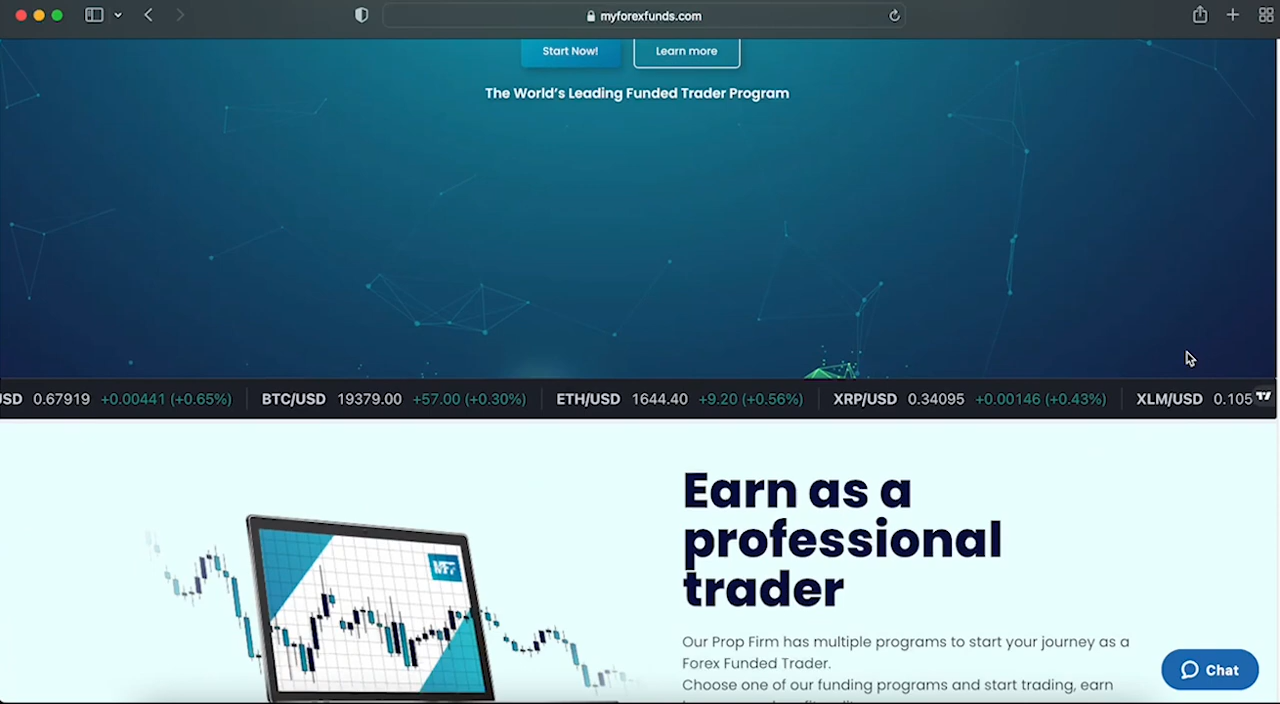 myforexfunds.com
Start Now!
Learn more
The World's Leading Funded Trader Program
USD 0.67919 +0.00441 (+0.65%) BTC/USD 19379.00 +57.00 (+0.30%) ETH/USD 1644.40 +9.20 (+0.56%) XRP/USD 0.34095 +0.00146 (+0.43%) XLM/USD 0.105
Earn as a
professional
trader
Our Prop Firm has multiple programs to start your journey as a
Forex Funded Trader.
Choose one of our funding programs and start trading, earn
Chat